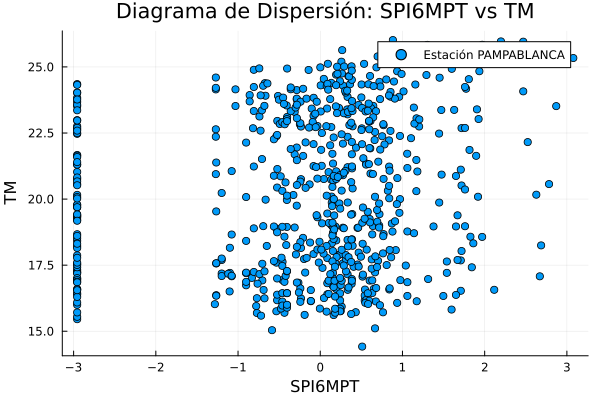 Diagrama de Dispersión: SPI6MPT vs TM
Estación PAMPABLANCA
25.0
22.5
20.0
17.5
15.0
TM
−3 −2 −1 0 1 2 3
SPI6MPT